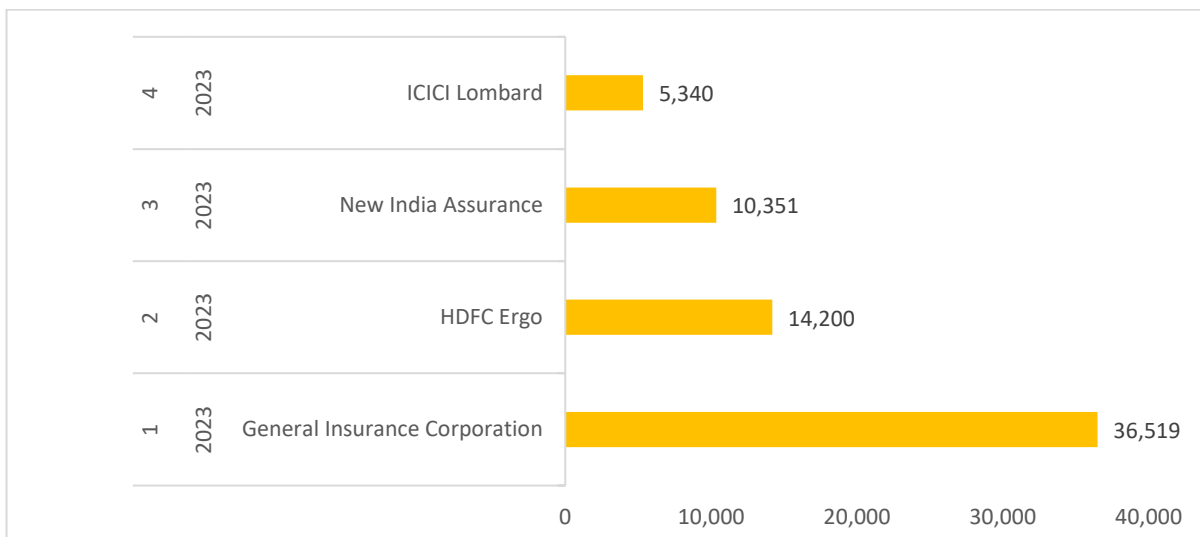 4 2023 ICICI Lombard 5,340
3 2023 New India Assurance 10,351
2 2023 HDFC Ergo 14,200
1 2023 General Insurance Corporation 36,519
0 10,000 20,000 30,000 40,000